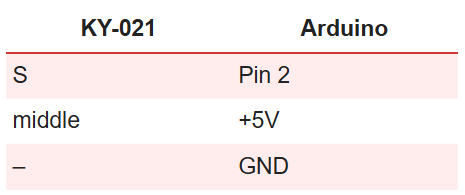 KY-021 Arduino
S Pin 2
middle +5V
– GND